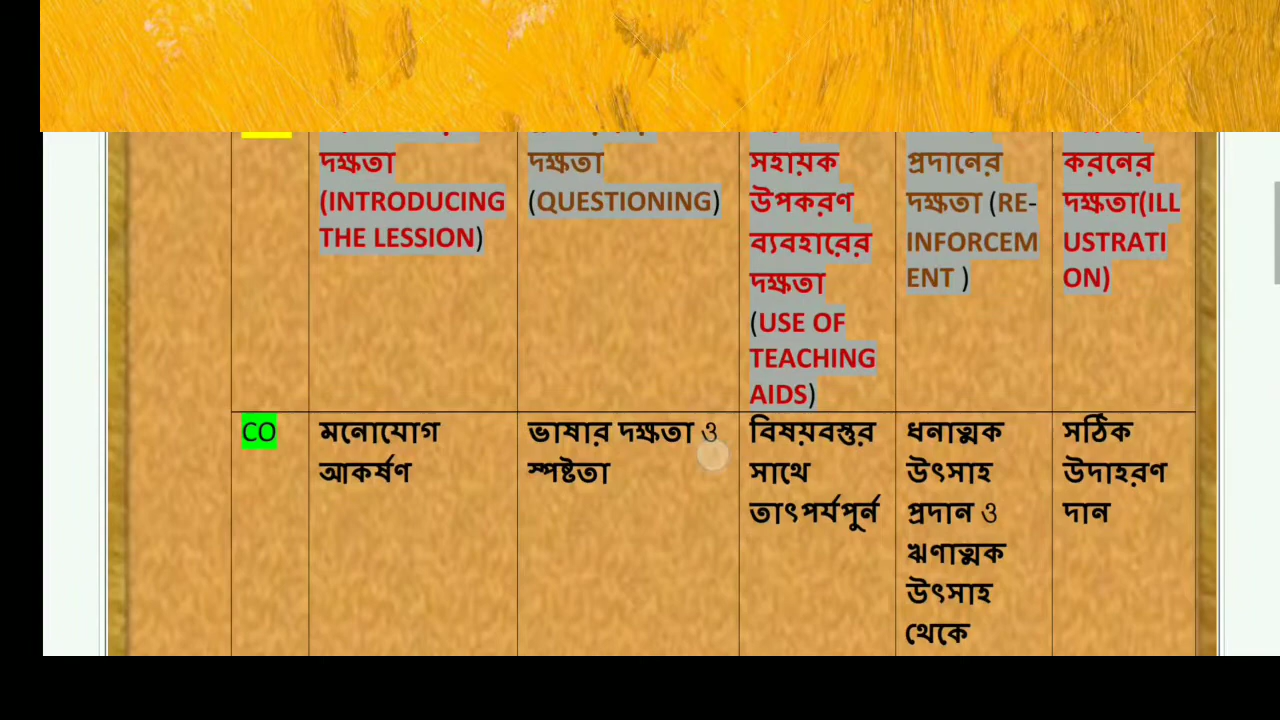 দক্ষতা
(INTRODUCING
THE LESSION)
দক্ষতা
(QUESTIONING)
সহায়ক
উপকরণ
ব্যবহারের
দক্ষতা
(USE OF
TEACHING
AIDS)
প্রদানের
দক্ষতা (RE-
INFORCEM
ENT )
করনের
দক্ষতা(ILL
USTRATI
ON)
CO
মনোযোগ
আকর্ষণ
ভাষার দক্ষতা ও
স্পষ্টতা
বিষয়বস্তুর
সাথে
তাৎপর্যপুর্ন
ধনাত্মক
উৎসাহ
প্রদান ও
ঋণাত্মক
উৎসাহ
থেকে
সঠিক
উদাহরণ
দান